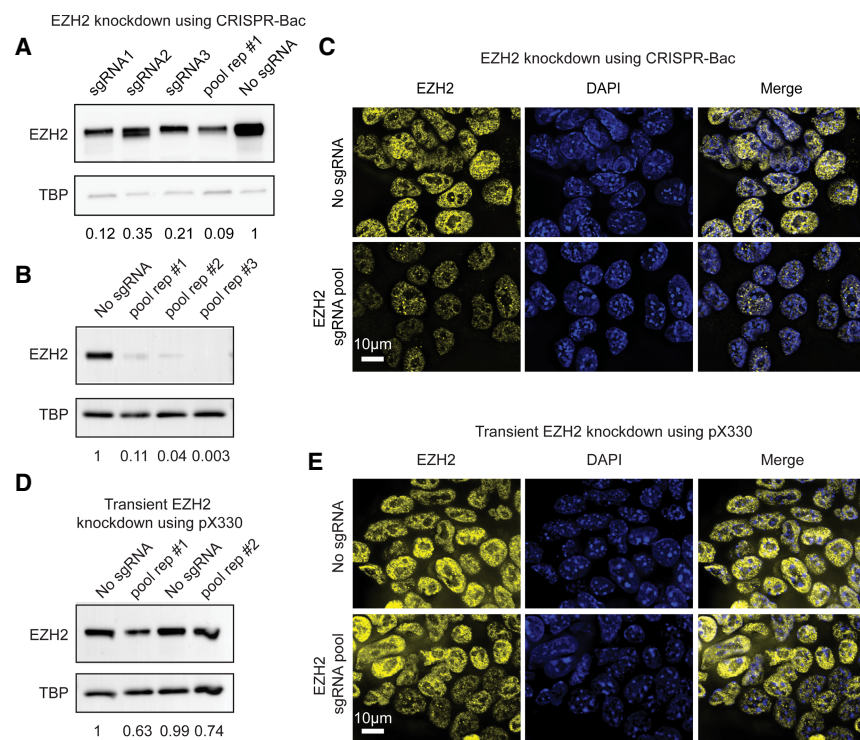 EZH2 knockdown using CRISPR-Bac
A
sgRNA1 sgRNA2 sgRNA3 pool rep #1 No sgRNA
EZH2
TBP
0.12 0.35 0.21 0.09 1
B
No sgRNA pool rep #1 pool rep #2 pool rep #3
EZH2
TBP
1 0.11 0.04 0.003
C
EZH2 knockdown using CRISPR-Bac
EZH2 DAPI Merge
No sgRNA
EZH2
sgRNA pool
10μm
D
Transient EZH2
knockdown using pX330
No sgRNA pool rep #1 No sgRNA pool rep #2
EZH2
TBP
1 0.63 0.99 0.74
Transient EZH2 knockdown using pX330
E
EZH2 DAPI Merge
No sgRNA
EZH2
sgRNA pool
10μm